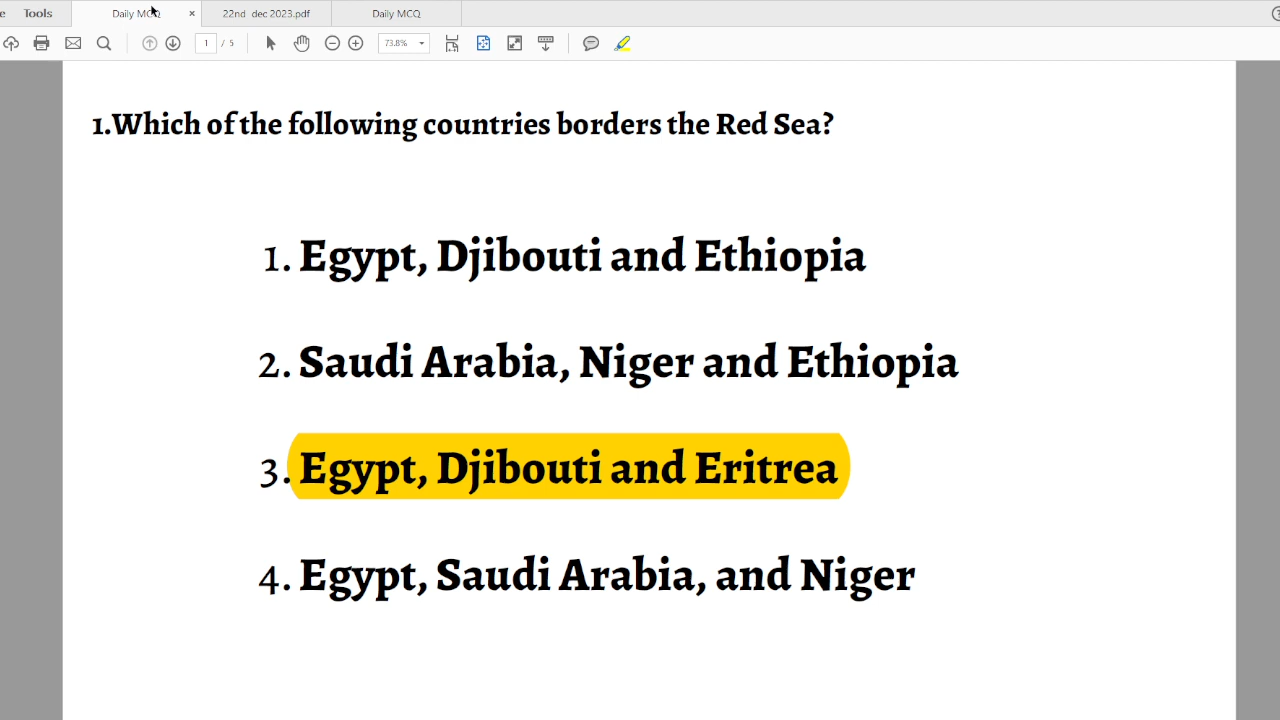 e Tools Daily MCQ × 22nd dec 2023.pdf Daily MCQ
1 / 5 73.8%
1.Which of the following countries borders the Red Sea?
1. Egypt, Djibouti and Ethiopia
2. Saudi Arabia, Niger and Ethiopia
3. Egypt, Djibouti and Eritrea
4. Egypt, Saudi Arabia, and Niger